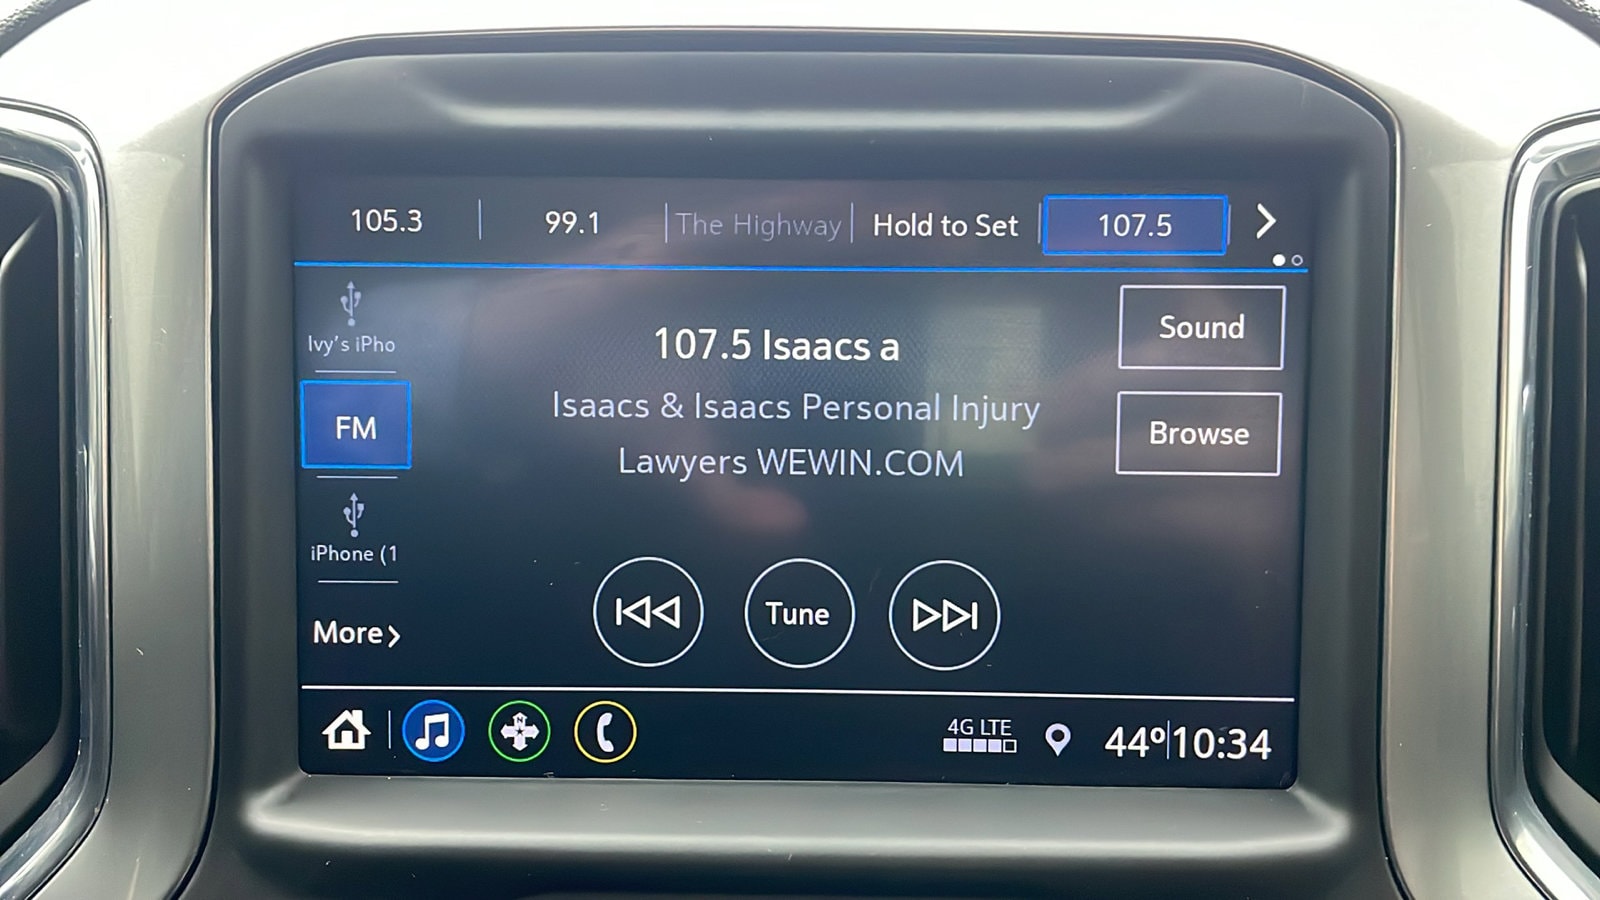 105.3 99.1 The Highway Hold to Set 107.5
Ivy's iPho
FM
iPhone (1
More
107.5 Isaacs a
Isaacs & Isaacs Personal Injury
Lawyers WEWIN.COM
Sound
Browse
Tune
N
4G LTE
44° 10:34